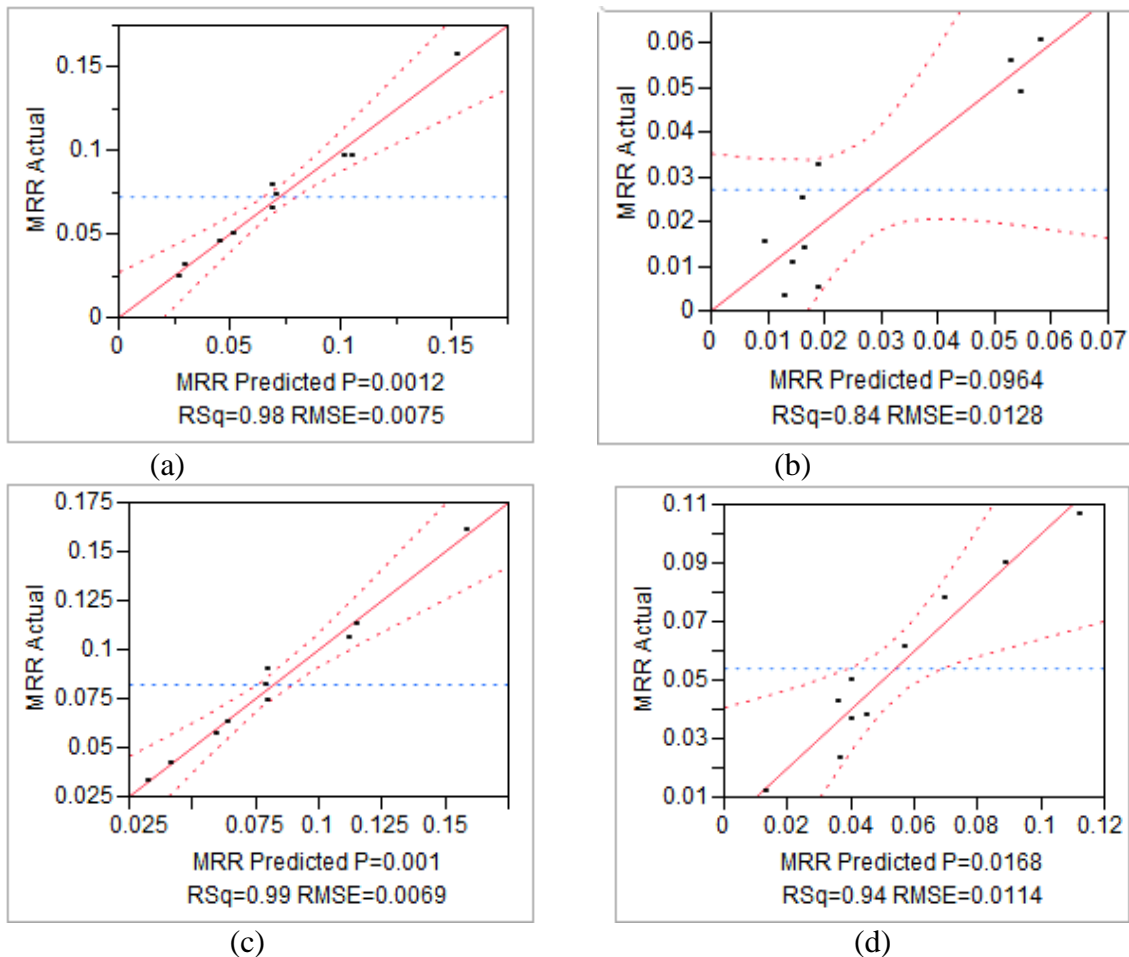 MRR Actual
0.15
0.1
0.05
0
0 0.05 0.1 0.15
MRR Predicted P=0.0012
RSq=0.98 RMSE=0.0075
(a)
MRR Actual
0.06
0.05
0.04
0.03
0.02
0.01
0
0 0.01 0.02 0.03 0.04 0.05 0.06 0.07
MRR Predicted P=0.0964
RSq=0.84 RMSE=0.0128
(b)
MRR Actual
0.175
0.15
0.125
0.1
0.075
0.05
0.025
0.025 0.075 0.1 0.125 0.15
MRR Predicted P=0.001
RSq=0.99 RMSE=0.0069
(c)
MRR Actual
0.11
0.09
0.07
0.05
0.03
0.01
0 0.02 0.04 0.06 0.08 0.1 0.12
MRR Predicted P=0.0168
RSq=0.94 RMSE=0.0114
(d)